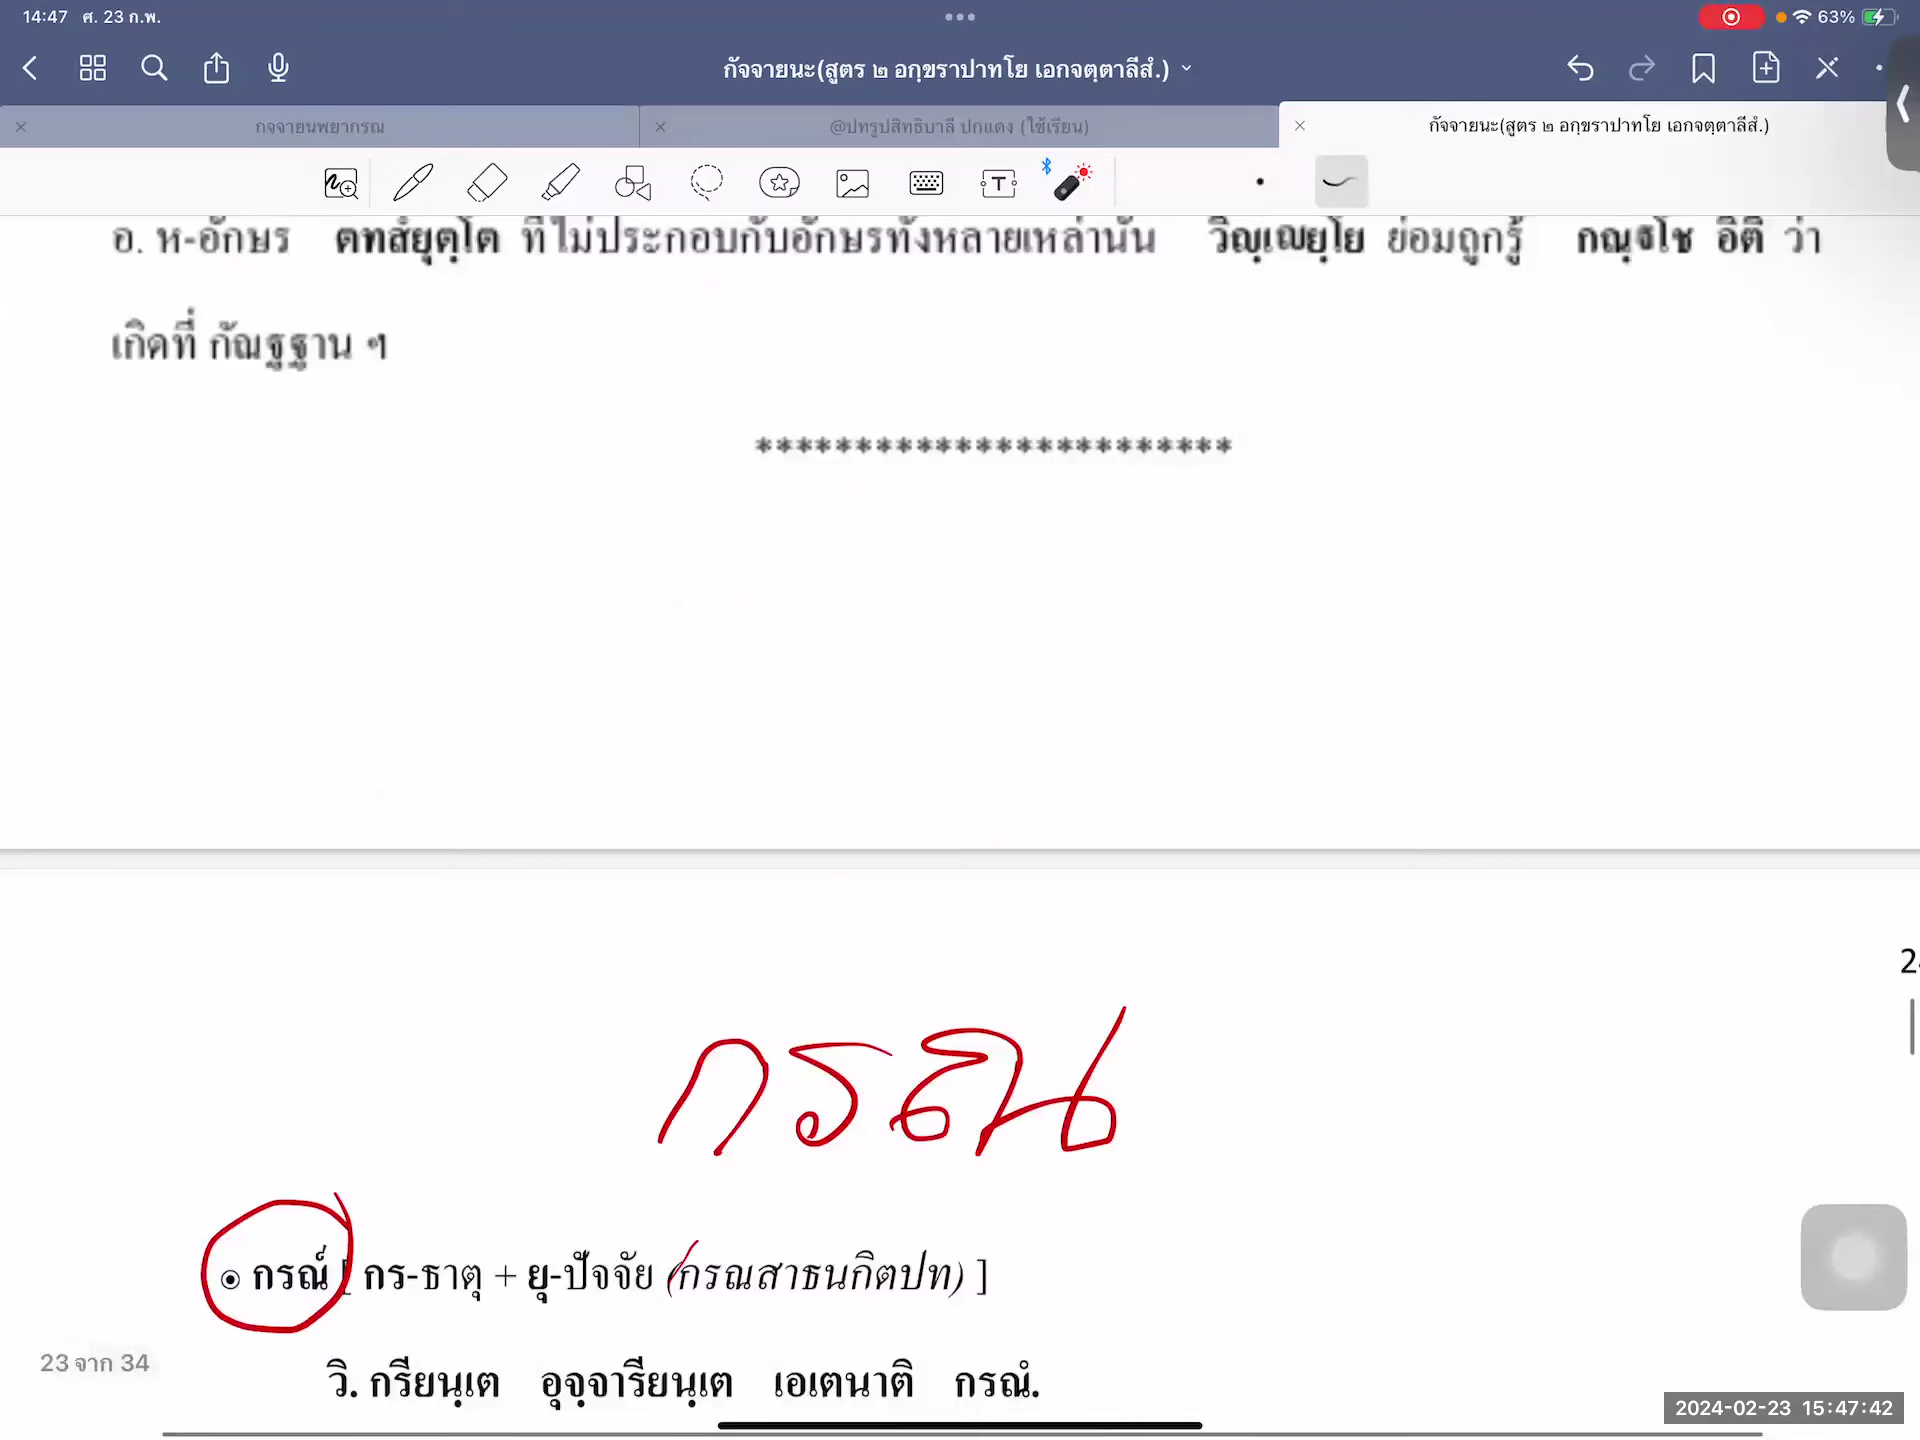 14:47 ศ. 23 ก.พ.
63%
กัจจายนะ(สูตร ๒ อกฺขราปาทโย เอกจตฺตาลีสํ.)
กจจายนพยากรณ
@ปทรูปสิทธิบาลี ปกแดง (ใช้เรียน)
กัจจายนะ(สูตร ๒ อกฺขราปาทโย เอกจตฺตาลีสํ.)
อ. ห-อักษร ตทสํยุตฺโต ที่ไม่ประกอบกับอักษรทั้งหลายเหล่านั้น วิญฺเญยฺโย ย่อมถูกรู้ กณฺฐโช อิติ ว่า
เกิดที่ กัณฐฐาน ฯ
************************
กรณ
กรณํ [ กร-ธาตุ + ยุ-ปัจจัย (กรณสาธนกิตปท) ]
23 จาก 34
วิ. กรียนฺเต อุจฺจารียนฺเต เอเตนาติ กรณํ.
2024-02-23 15:47:42